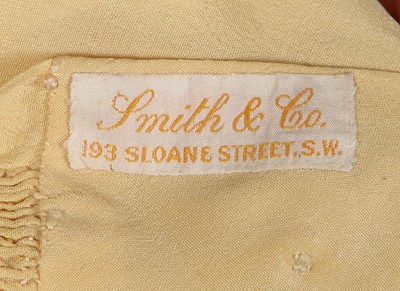 Smith & Co.
193 SLOANE STREET., S.W.